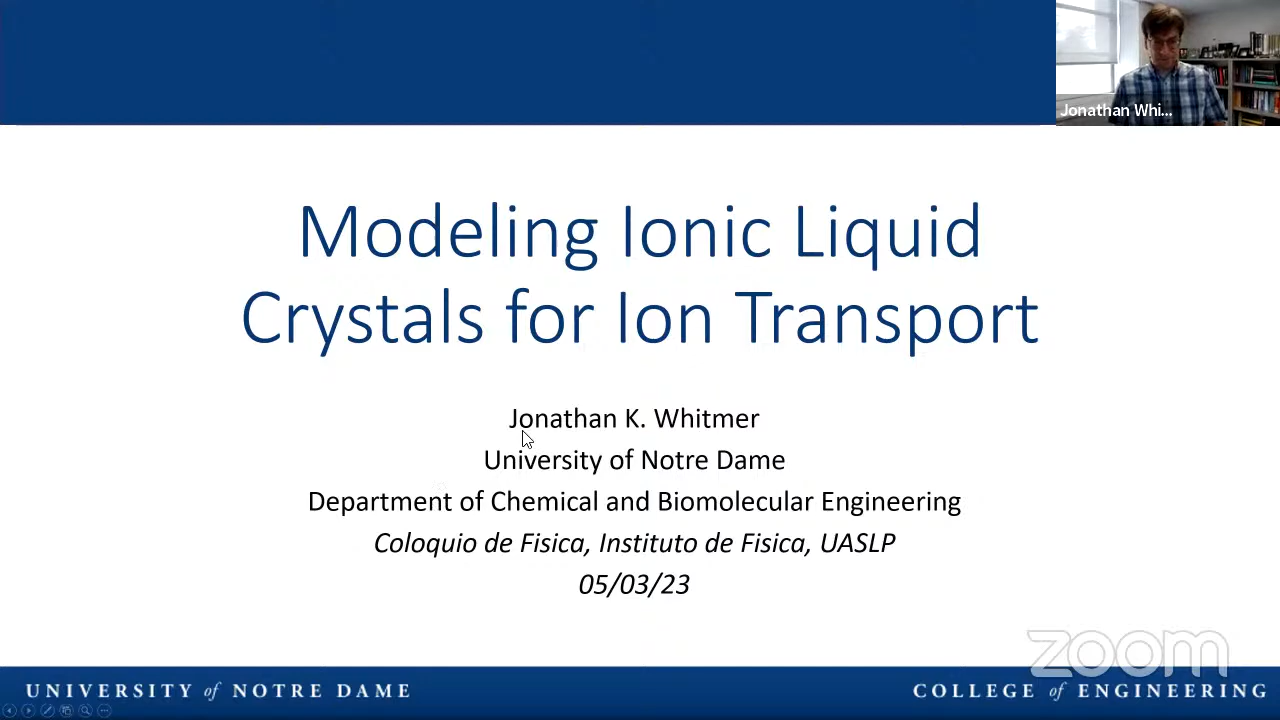 Jonathan Whi...
Modeling Ionic Liquid
Crystals for Ion Transport
Jonathan K. Whitmer
University of Notre Dame
Department of Chemical and Biomolecular Engineering
Coloquio de Fisica, Instituto de Fisica, UASLP
05/03/23
zoom
UNIVERSITY of NOTRE DAME
COLLEGE of ENGINEERING